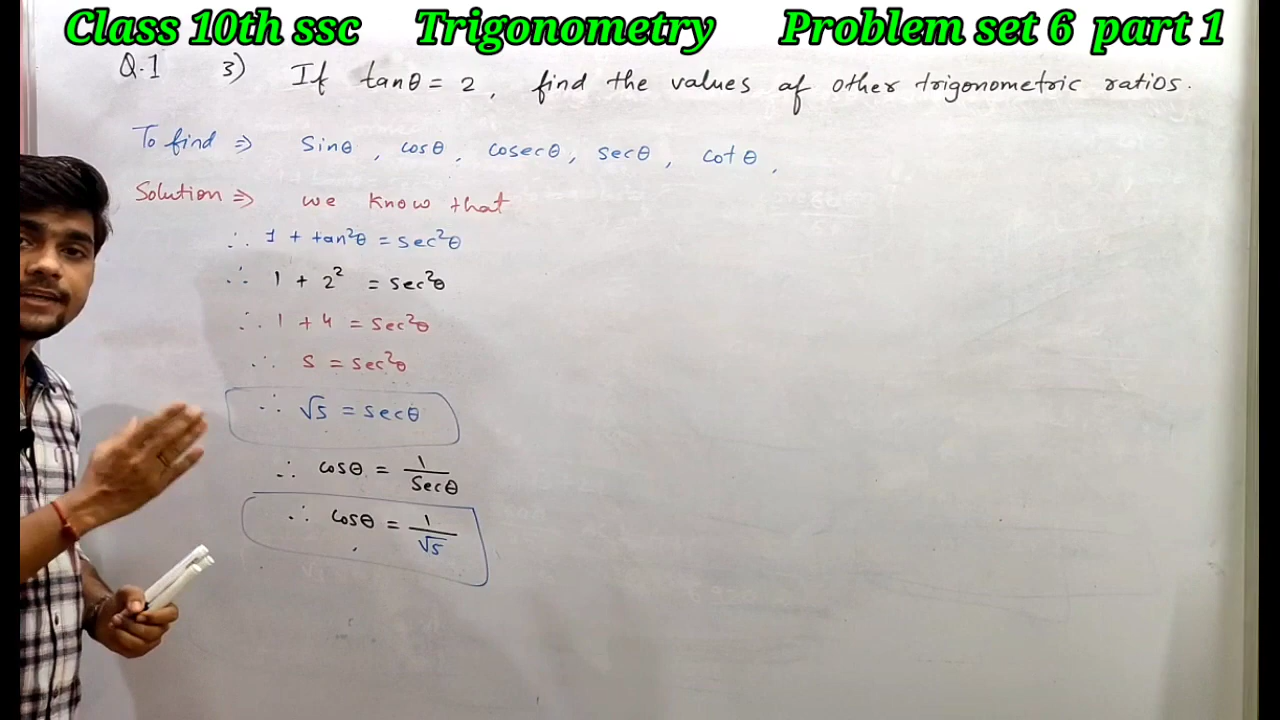 Class 10th ssc Trigonometry Problem set 6 part 1
Q.1 3) If tanθ = 2, find the values of other trigonometric ratios.
To find ⇒ sinθ, cosθ, cosecθ, secθ, cotθ,
Solution ⇒ we know that
∴ 1 + tan²θ = sec²θ
∴ 1 + 2² = sec²θ
∴ 1 + 4 = sec²θ
∴ 5 = sec²θ
∴ √5 = secθ
∴ cosθ = 1/secθ
∴ cosθ = 1/√5